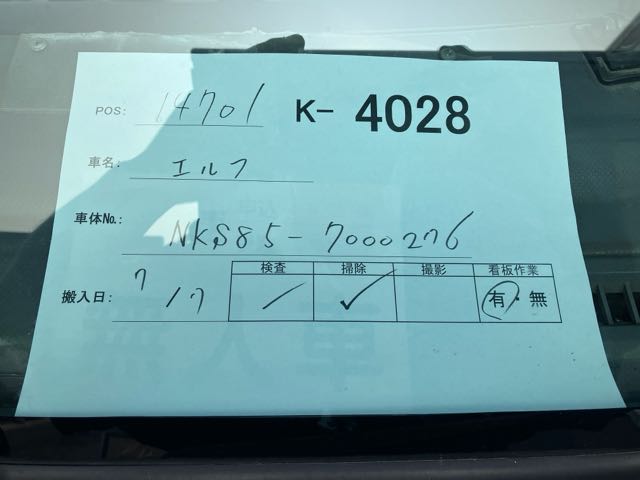 POS: 14701 K- 4028
車名: エルフ
車体No.: NKS85-7000276
搬入日: 7/7
検査 掃除 撮影 看板作業
／ ✓ 有・無